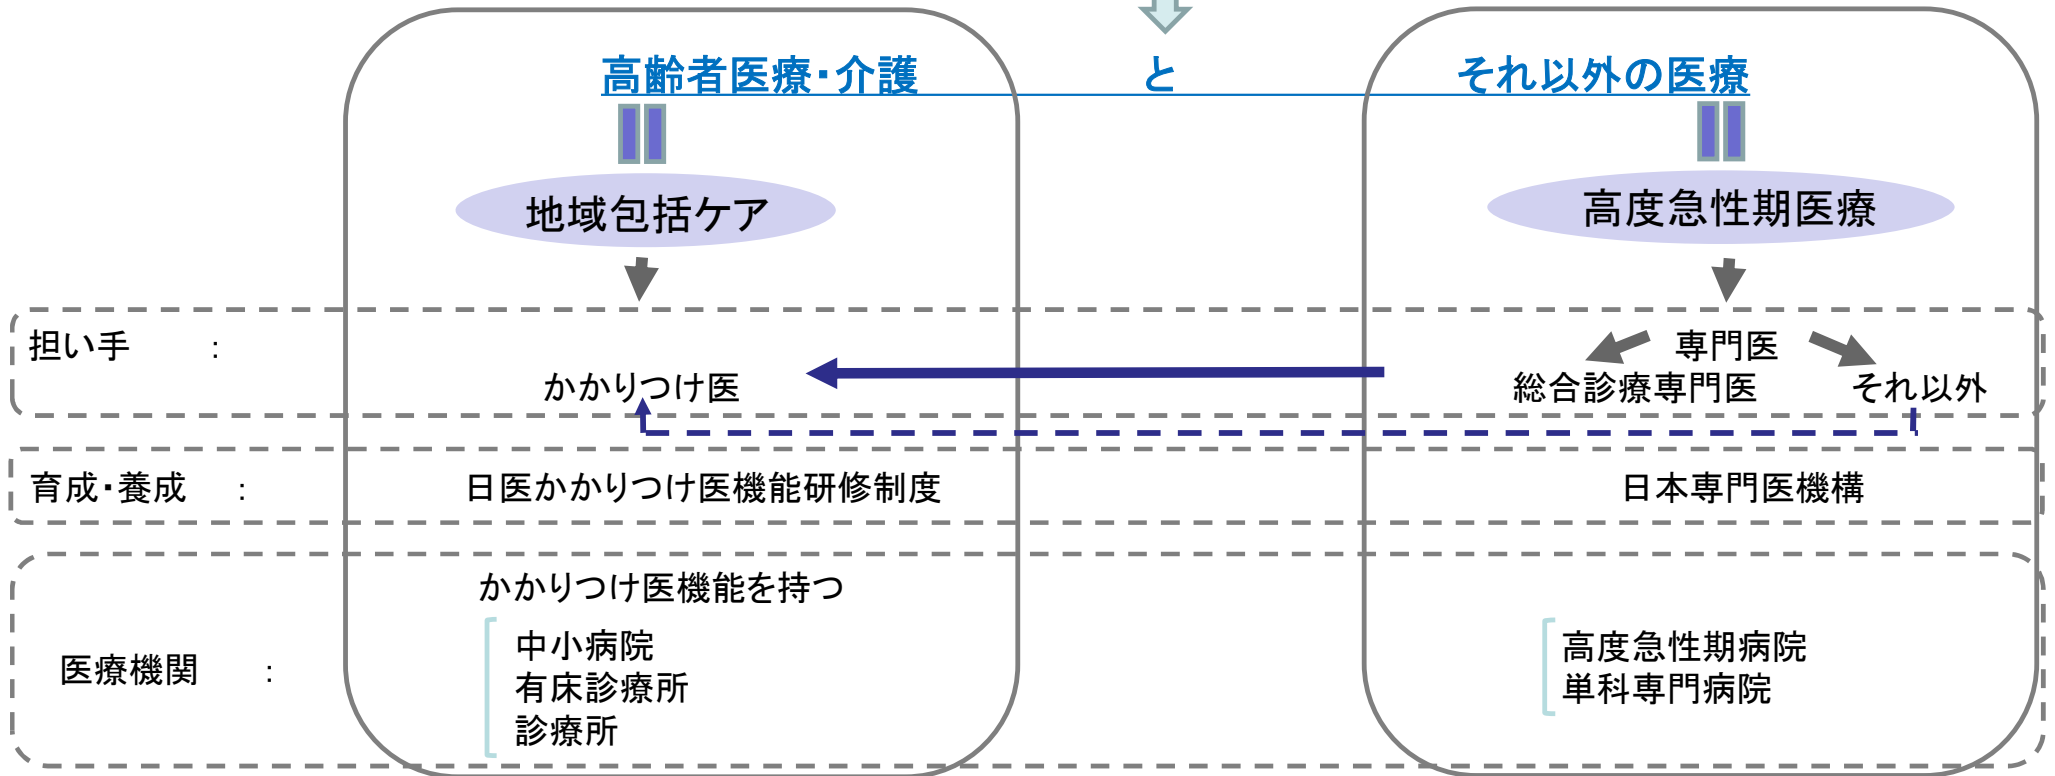 高齢者医療・介護 と それ以外の医療
地域包括ケア 高度急性期医療
担い手 : 専門医
かかりつけ医 総合診療専門医 それ以外
育成・養成 : 日医かかりつけ医機能研修制度 日本専門医機構
かかりつけ医機能を持つ
中小病院 高度急性期病院
医療機関 : 有床診療所 単科専門病院
診療所